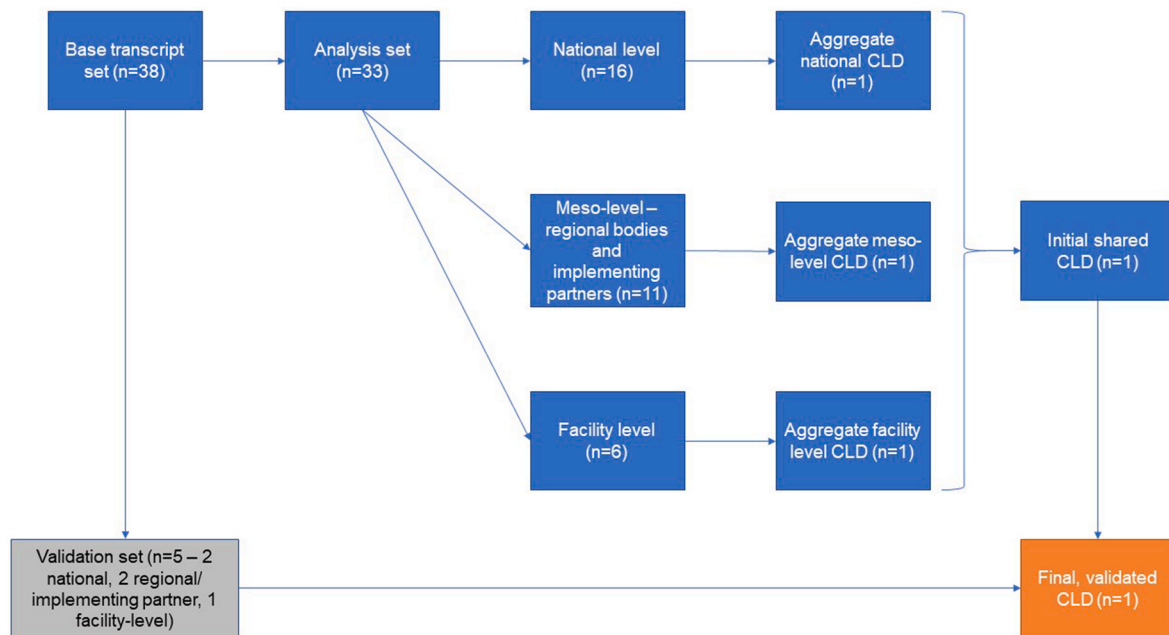 Base transcript
set (n=38)
Analysis set
(n=33)
National level
(n=16)
Aggregate
national CLD
(n=1)
Meso-level –
regional bodies
and
implementing
partners (n=11)
Aggregate meso-
level CLD (n=1)
Initial shared
CLD (n=1)
Facility level
(n=6)
Aggregate facility
level CLD (n=1)
Validation set (n=5 – 2
national, 2 regional/
implementing partner, 1
facility-level)
Final, validated
CLD (n=1)